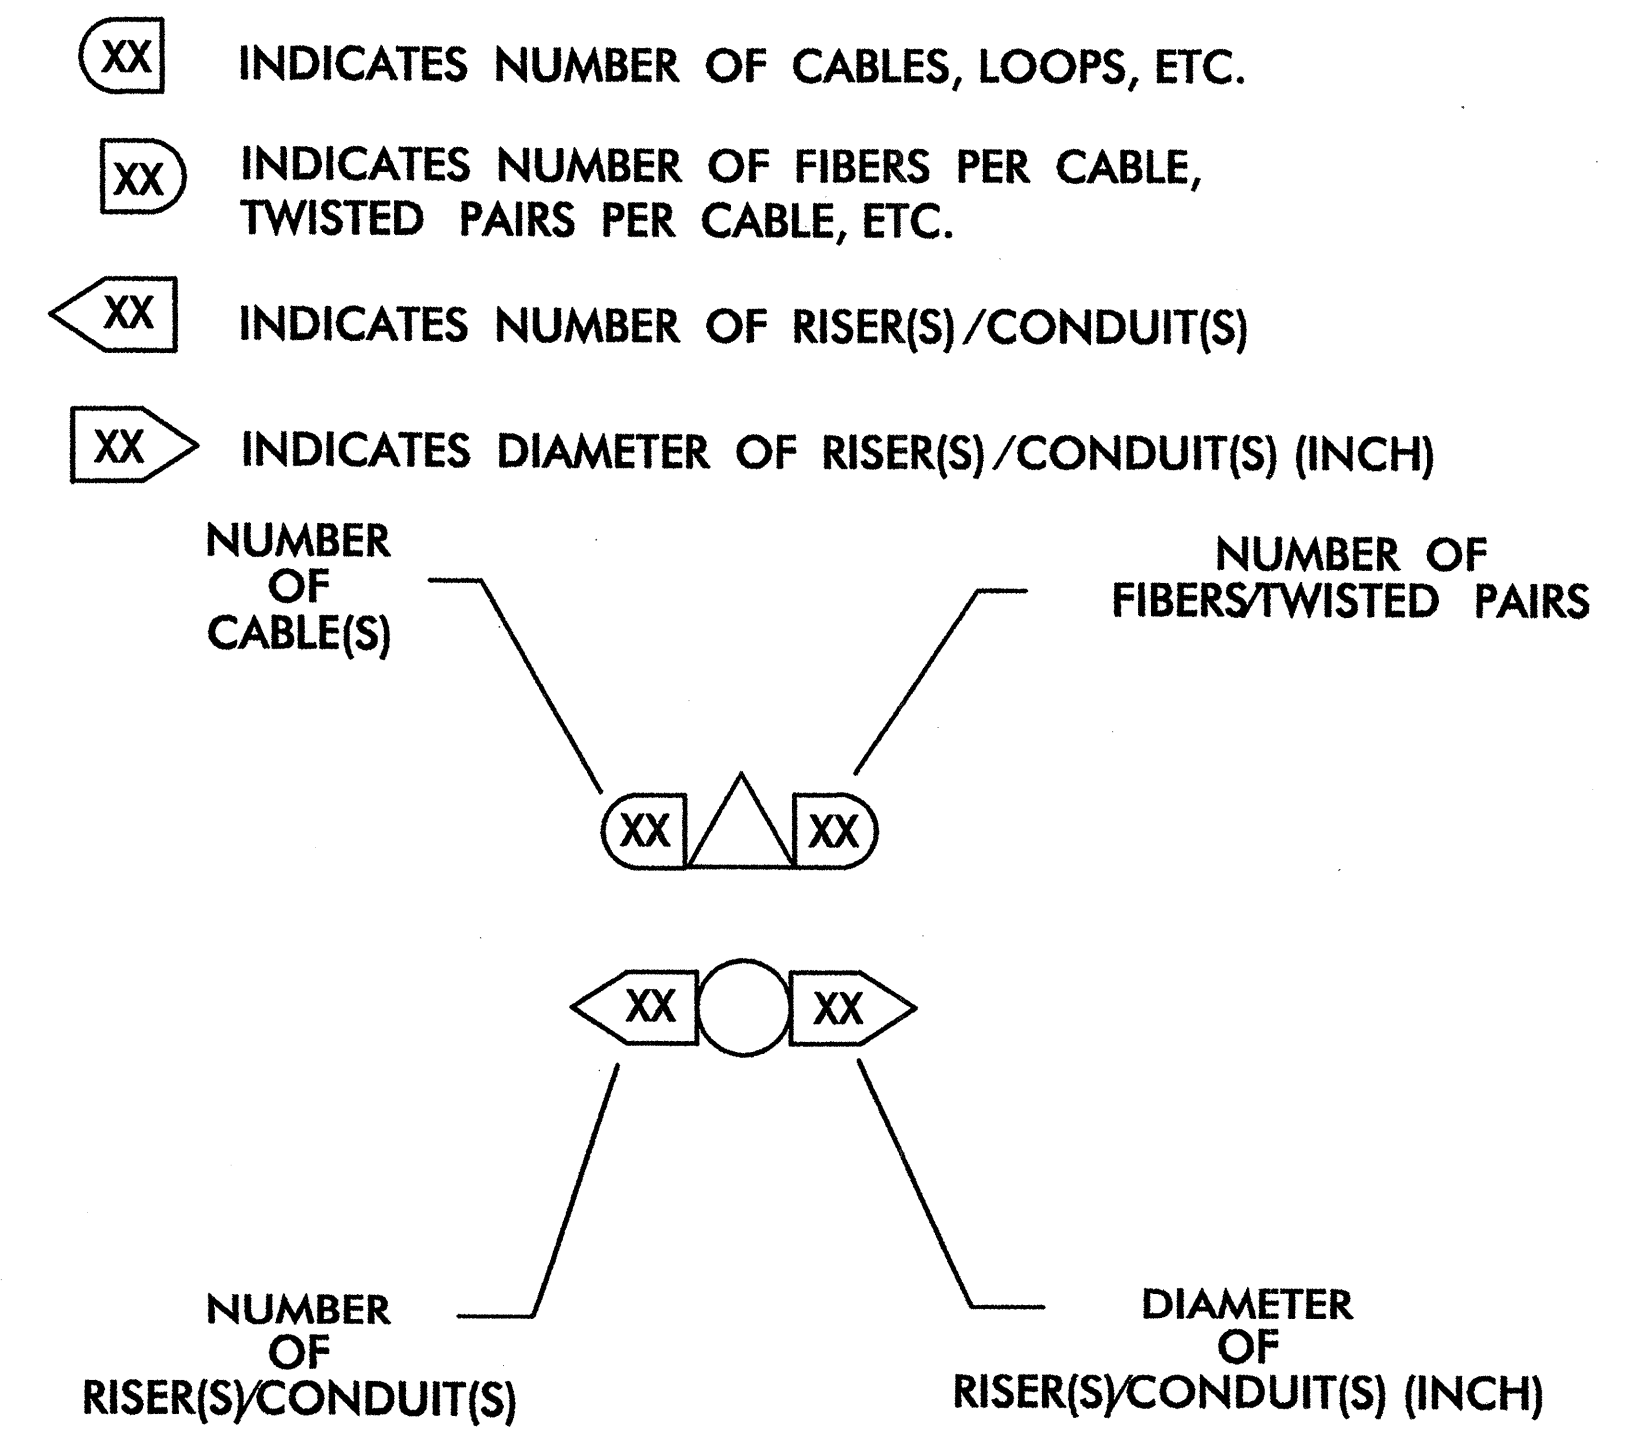 XX INDICATES NUMBER OF CABLES, LOOPS, ETC.
XX INDICATES NUMBER OF FIBERS PER CABLE,
TWISTED PAIRS PER CABLE, ETC.
XX INDICATES NUMBER OF RISER(S)/CONDUIT(S)
XX INDICATES DIAMETER OF RISER(S)/CONDUIT(S) (INCH)
NUMBER
OF
CABLE(S)
NUMBER OF
FIBERS/TWISTED PAIRS
XX XX
XX XX
NUMBER
OF
RISER(S)/CONDUIT(S)
DIAMETER
OF
RISER(S)/CONDUIT(S) (INCH)